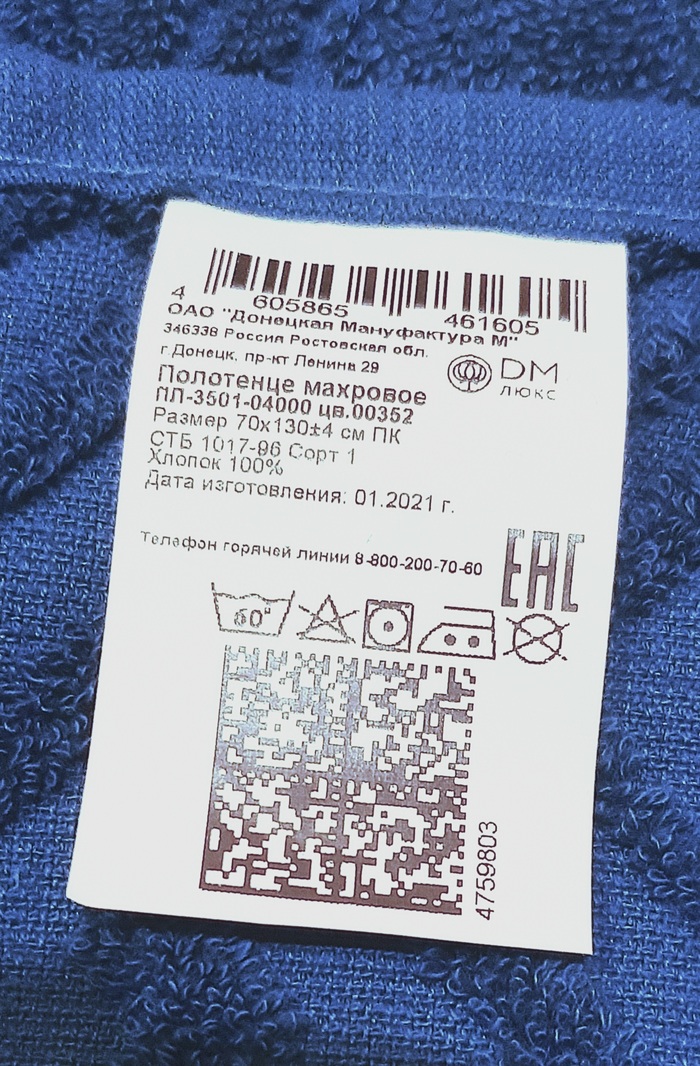 4 605865 461605
ОАО "Донецкая Мануфактура М"
346338 Россия Ростовская обл.
г.Донецк, пр-кт Ленина 29
DM
ЛЮКС
Полотенце махровое
ПЛ-3501-04000 цв.00352
Размер 70х130±4 см ПК
СТБ 1017-96 Сорт 1
Хлопок 100%
Дата изготовления: 01.2021 г.
Телефон горячей линии 8-800-200-70-60
ЕАС
60°
4759803